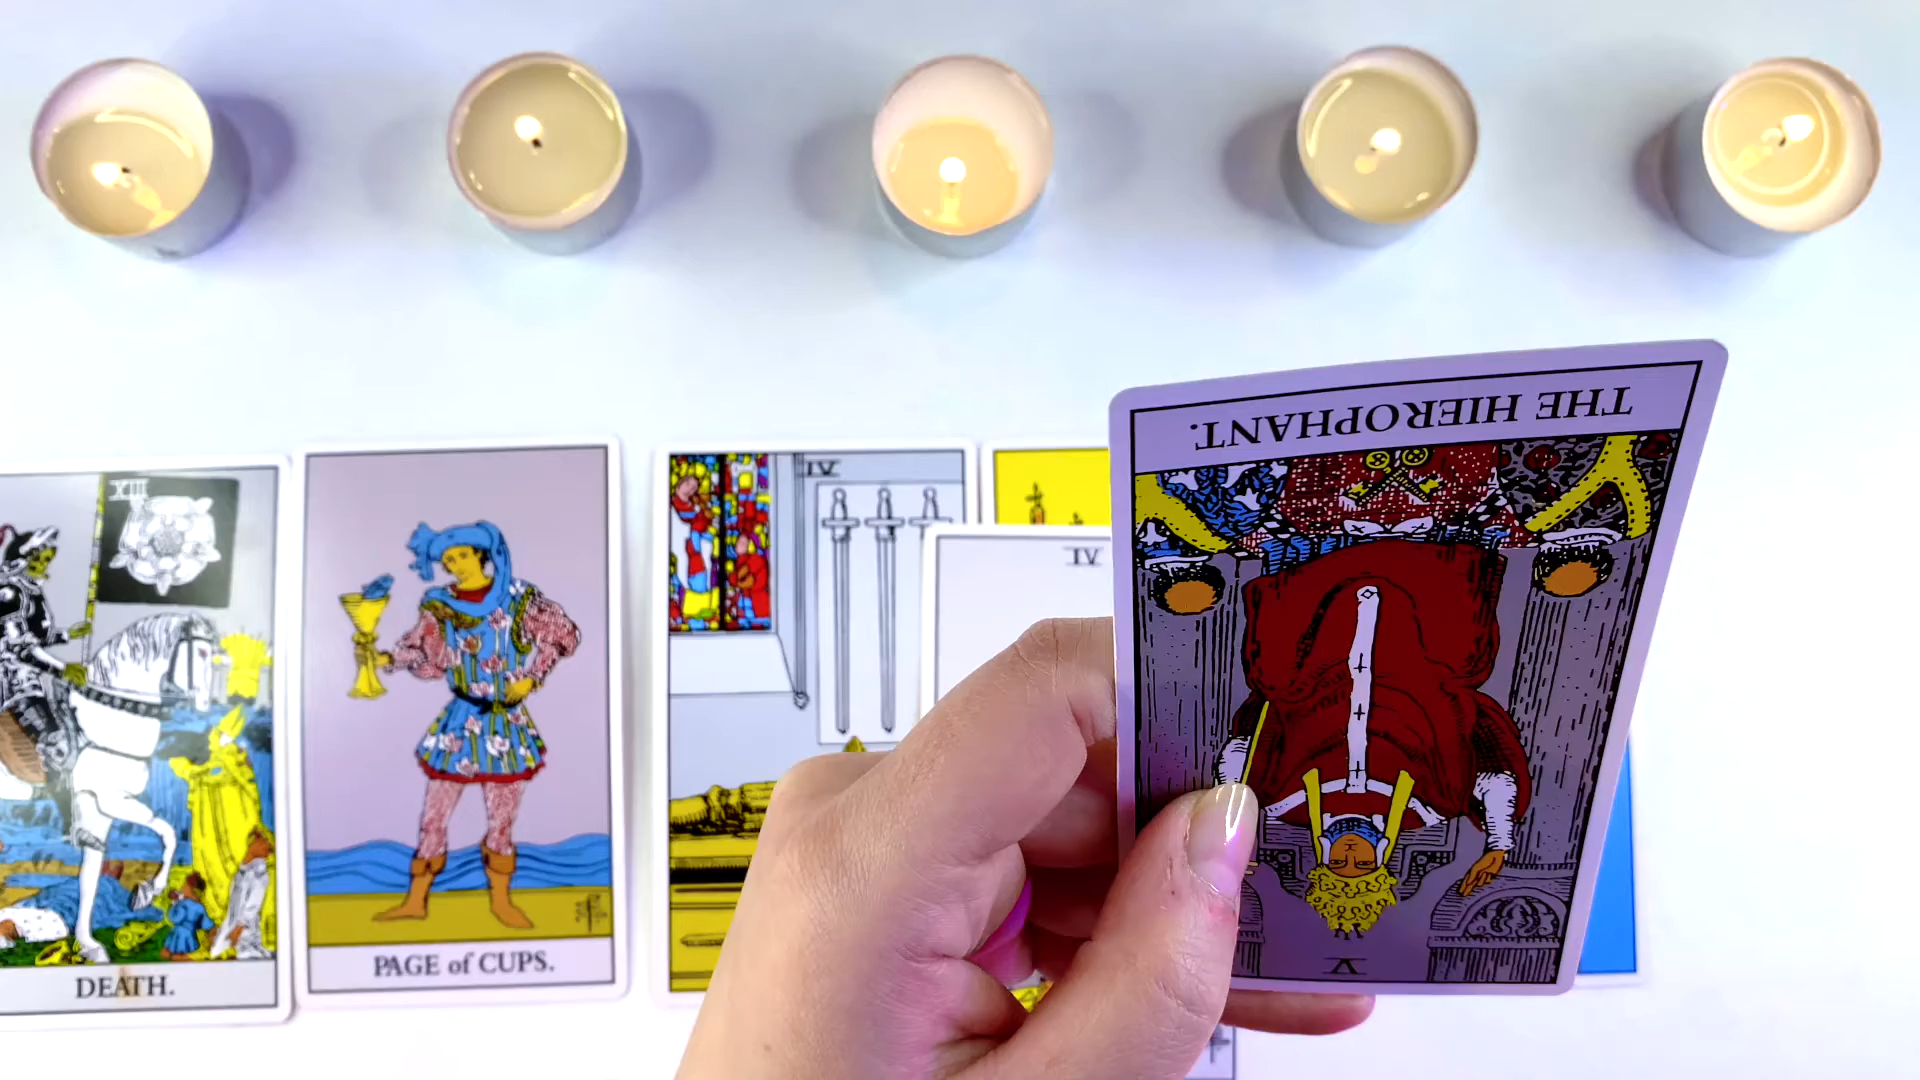 XIII
DEATH.
PAGE of CUPS.
IV
IV
THE HIEROPHANT.
V